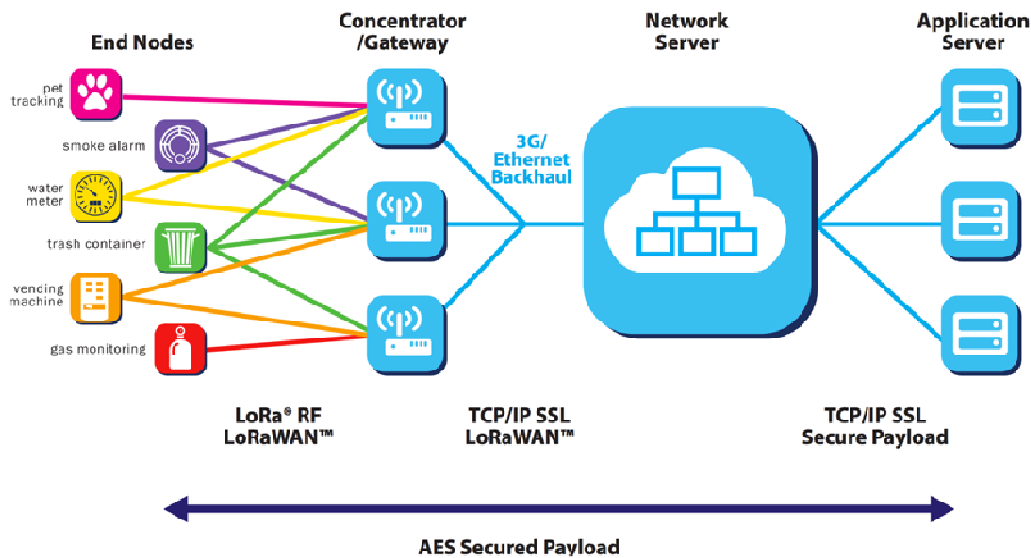 End Nodes
Concentrator
/Gateway
Network
Server
Application
Server
pet
tracking
smoke alarm
water
meter
trash container
vending
machine
gas monitoring
3G/
Ethernet
Backhaul
LoRa® RF
LoRaWAN™
TCP/IP SSL
LoRaWAN™
TCP/IP SSL
Secure Payload
AES Secured Payload